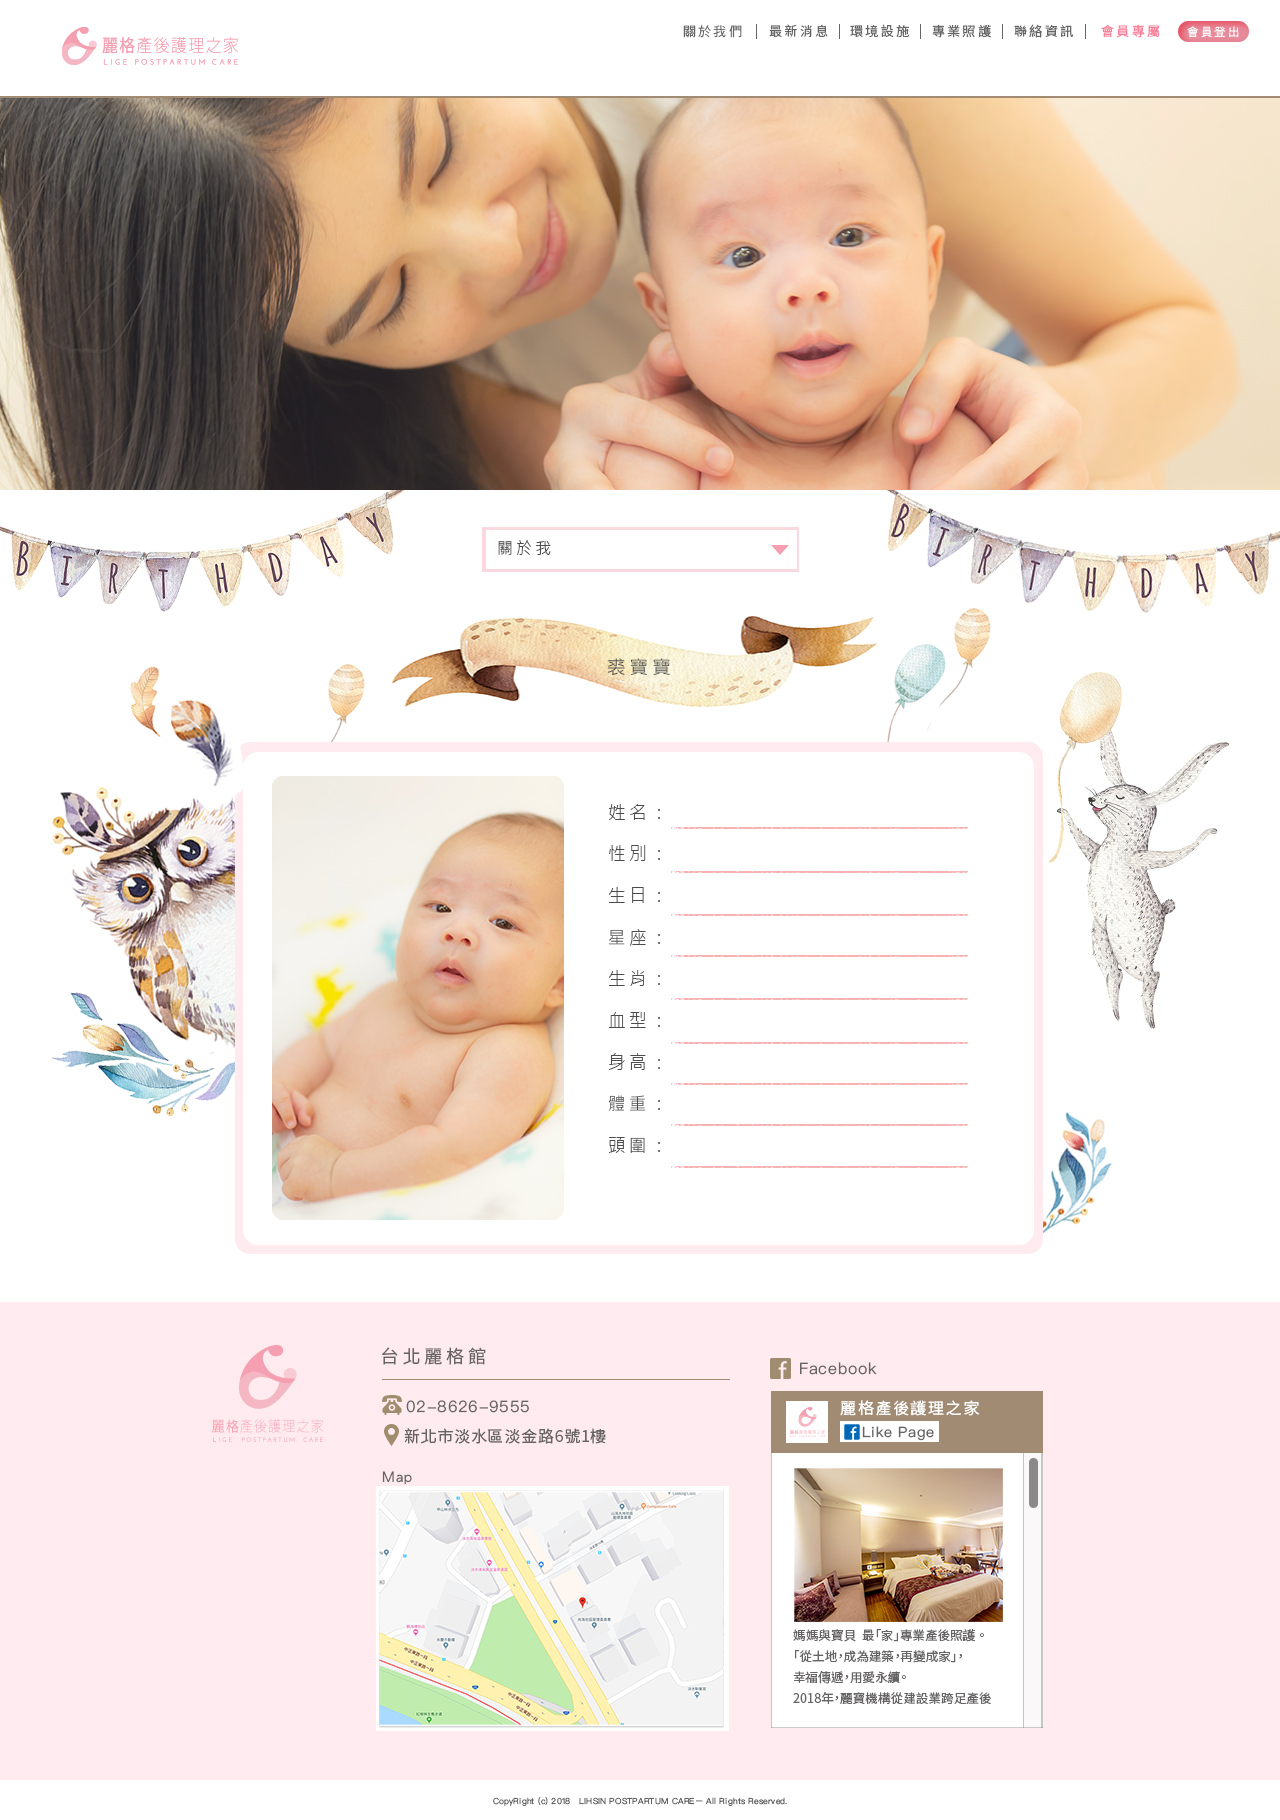 麗格產後護理之家
LIGE POSTPARTUM CARE
關於我們 最新消息 環境設施 專業照護 聯絡資訊 會員專屬 會員登出
BIRTHDAY BIRTHDAY
關於我
裘寶寶
姓名：
性別：
生日：
星座：
生肖：
血型：
身高：
體重：
頭圍：
麗格產後護理之家
LIGE POSTPARTUM CARE
台北麗格館
02-8626-9555
新北市淡水區淡金路6號1樓
Map
Facebook
麗格產後護理之家
Like Page
媽媽與寶貝 最「家」專業產後照護。
「從土地，成為建築，再變成家」，
幸福傳遞，用愛永續。
2018年，麗寶機構從建設業跨足產後
CopyRight (c) 2018 LIHSIN POSTPARTUM CARE－ All Rights Reserved.